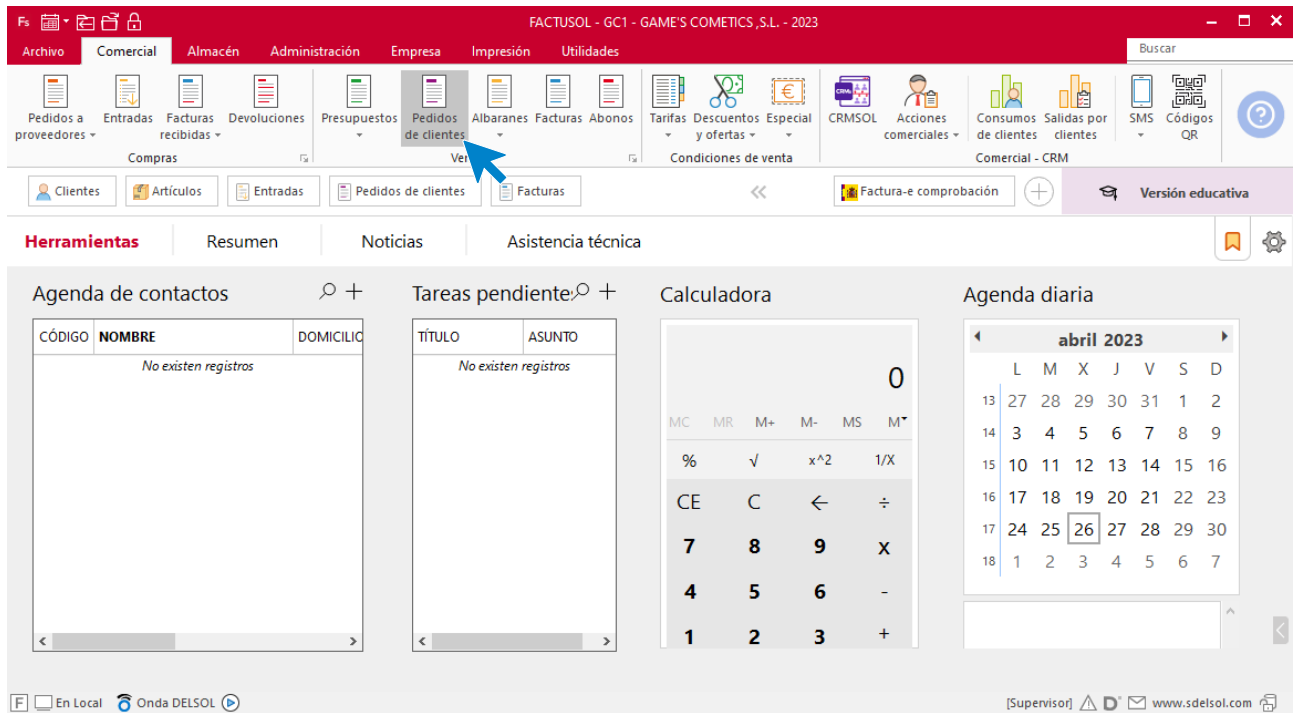 Fs FACTUSOL - GC1 - GAME'S COMETICS ,S.L. - 2023
Archivo Comercial Almacén Administración Empresa Impresión Utilidades Buscar
Pedidos a proveedores Entradas Facturas recibidas Devoluciones Presupuestos Pedidos de clientes Albaranes Facturas Abonos Tarifas Descuentos y ofertas Especial € CRMSOL CRM Acciones comerciales Consumos de clientes Salidas por clientes SMS Códigos QR ?
Compras Ve Condiciones de venta Comercial - CRM
Clientes Artículos Entradas Pedidos de clientes Facturas Factura-e comprobación Versión educativa
Herramientas Resumen Noticias Asistencia técnica
Agenda de contactos
CÓDIGO NOMBRE DOMICILIO
No existen registros
Tareas pendiente
TÍTULO ASUNTO
No existen registros
Calculadora
0
MC MR M+ M- MS M
% √ x^2 1/X
CE C ← ÷
7 8 9 x
4 5 6 -
1 2 3 +
Agenda diaria
abril 2023
L M X J V S D
13 27 28 29 30 31 1 2
14 3 4 5 6 7 8 9
15 10 11 12 13 14 15 16
16 17 18 19 20 21 22 23
17 24 25 26 27 28 29 30
18 1 2 3 4 5 6 7
F En Local Onda DELSOL [Supervisor] D www.sdelsol.com